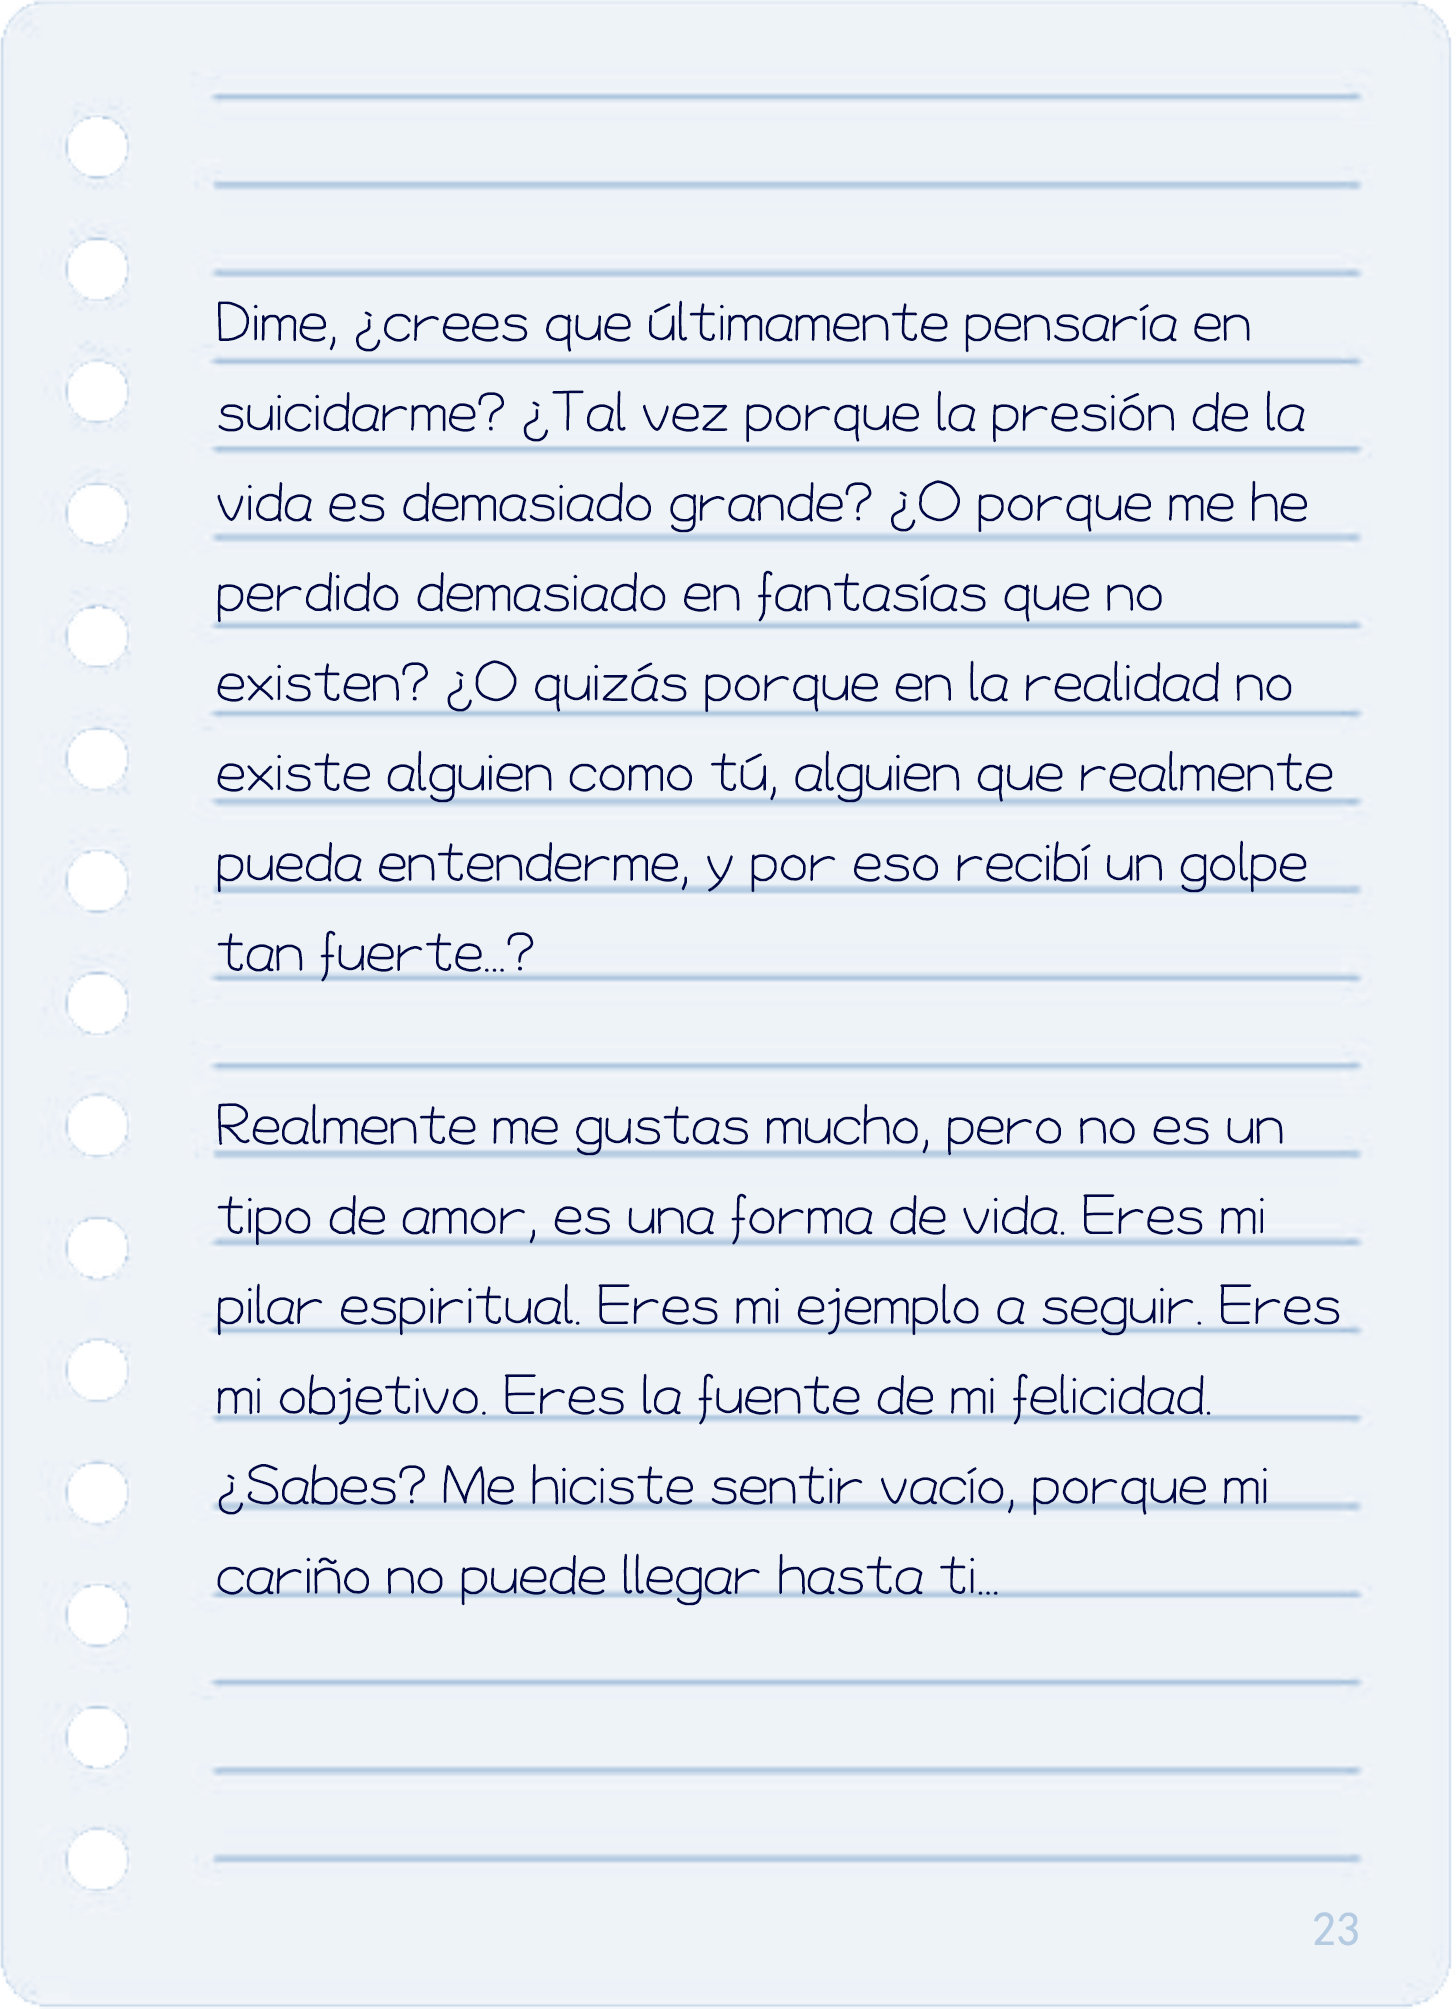 Dime, ¿crees que últimamente pensaría en
suicidarme? ¿Tal vez porque la presión de la
vida es demasiado grande? ¿O porque me he
perdido demasiado en fantasías que no
existen? ¿O quizás porque en la realidad no
existe alguien como tú, alguien que realmente
pueda entenderme, y por eso recibí un golpe
tan fuerte...?
Realmente me gustas mucho, pero no es un
tipo de amor, es una forma de vida. Eres mi
pilar espiritual. Eres mi ejemplo a seguir. Eres
mi objetivo. Eres la fuente de mi felicidad.
¿Sabes? Me hiciste sentir vacío, porque mi
cariño no puede llegar hasta ti...
23